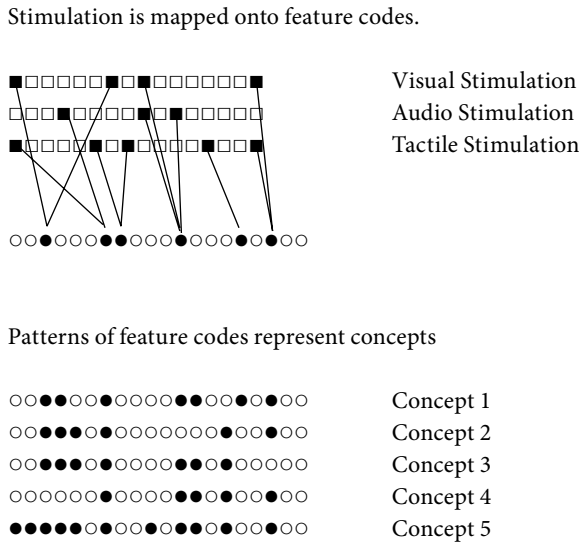 Stimulation is mapped onto feature codes.
Visual Stimulation
Audio Stimulation
Tactile Stimulation
Patterns of feature codes represent concepts
Concept 1
Concept 2
Concept 3
Concept 4
Concept 5